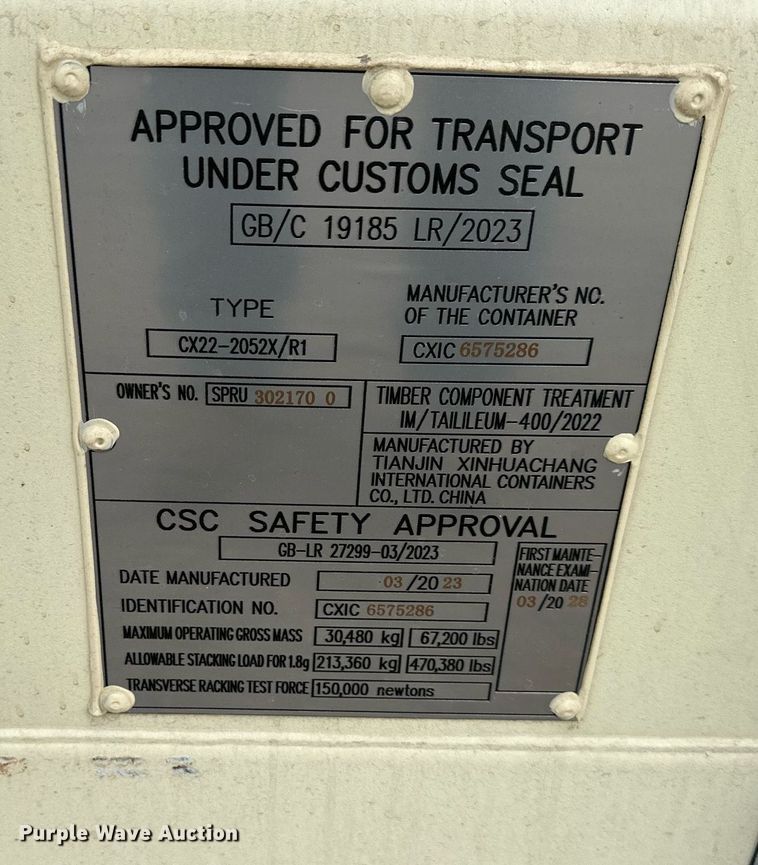 APPROVED FOR TRANSPORT
UNDER CUSTOMS SEAL
GB/C 19185 LR/2023
TYPE
CX22-2052X/R1
MANUFACTURER'S NO.
OF THE CONTAINER
CXIC 6575286
OWNER'S NO. SPRU 302170 0
TIMBER COMPONENT TREATMENT
IM/TAILILEUM-400/2022
MANUFACTURED BY
TIANJIN XINHUACHANG
INTERNATIONAL CONTAINERS
CO., LTD. CHINA
CSC SAFETY APPROVAL
GB-LR 27299-03/2023
DATE MANUFACTURED 03/2023
IDENTIFICATION NO. CXIC 6575286
MAXIMUM OPERATING GROSS MASS 30,480 kg 67,200 lbs
ALLOWABLE STACKING LOAD FOR 1.8g 213,360 kg 470,380 lbs
TRANSVERSE RACKING TEST FORCE 150,000 newtons
FIRST MAINTE-
NANCE EXAMI-
NATION DATE
03/2028
Purple Wave Auction